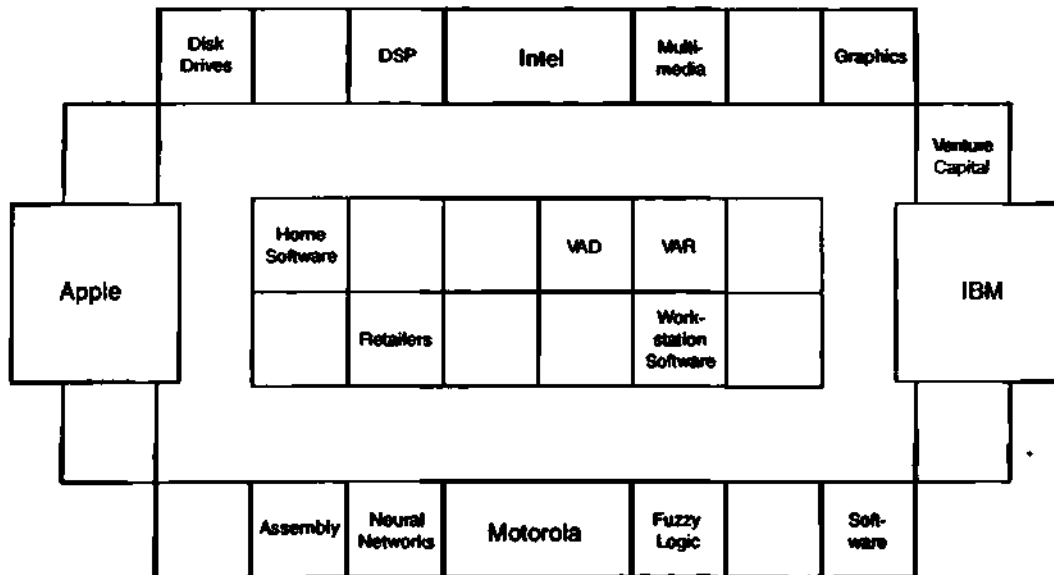 Disk
Drives
DSP
Intel
Multi-
media
Graphics
Venture
Capital
Home
Software
VAD
VAR
Apple
IBM
Retailers
Work-
station
Software
Assembly
Neural
Networks
Motorola
Fuzzy
Logic
Soft-
ware